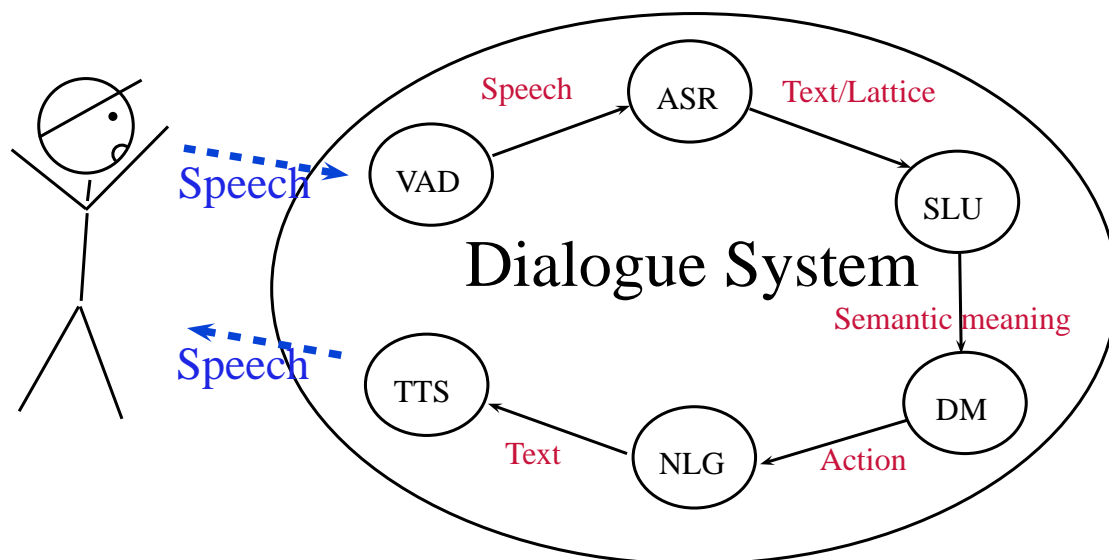 ASR
Speech
Text/Lattice
VAD
Speech
SLU
Dialogue System
Semantic meaning
Speech
TTS
DM
Text
NLG
Action